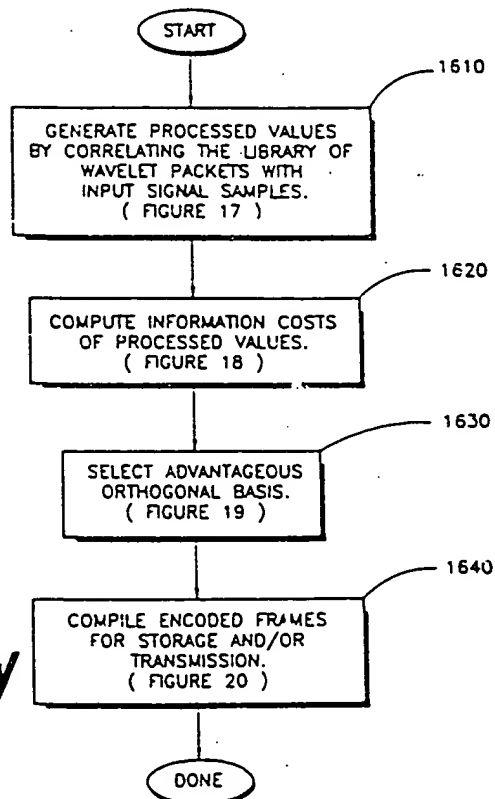 START
1610
GENERATE PROCESSED VALUES
BY CORRELATING THE LIBRARY OF
WAVELET PACKETS WITH
INPUT SIGNAL SAMPLES.
( FIGURE 17 )
1620
COMPUTE INFORMATION COSTS
OF PROCESSED VALUES.
( FIGURE 18 )
1630
SELECT ADVANTAGEOUS
ORTHOGONAL BASIS.
( FIGURE 19 )
1640
COMPILE ENCODED FRAMES
FOR STORAGE AND/OR
TRANSMISSION.
( FIGURE 20 )
DONE